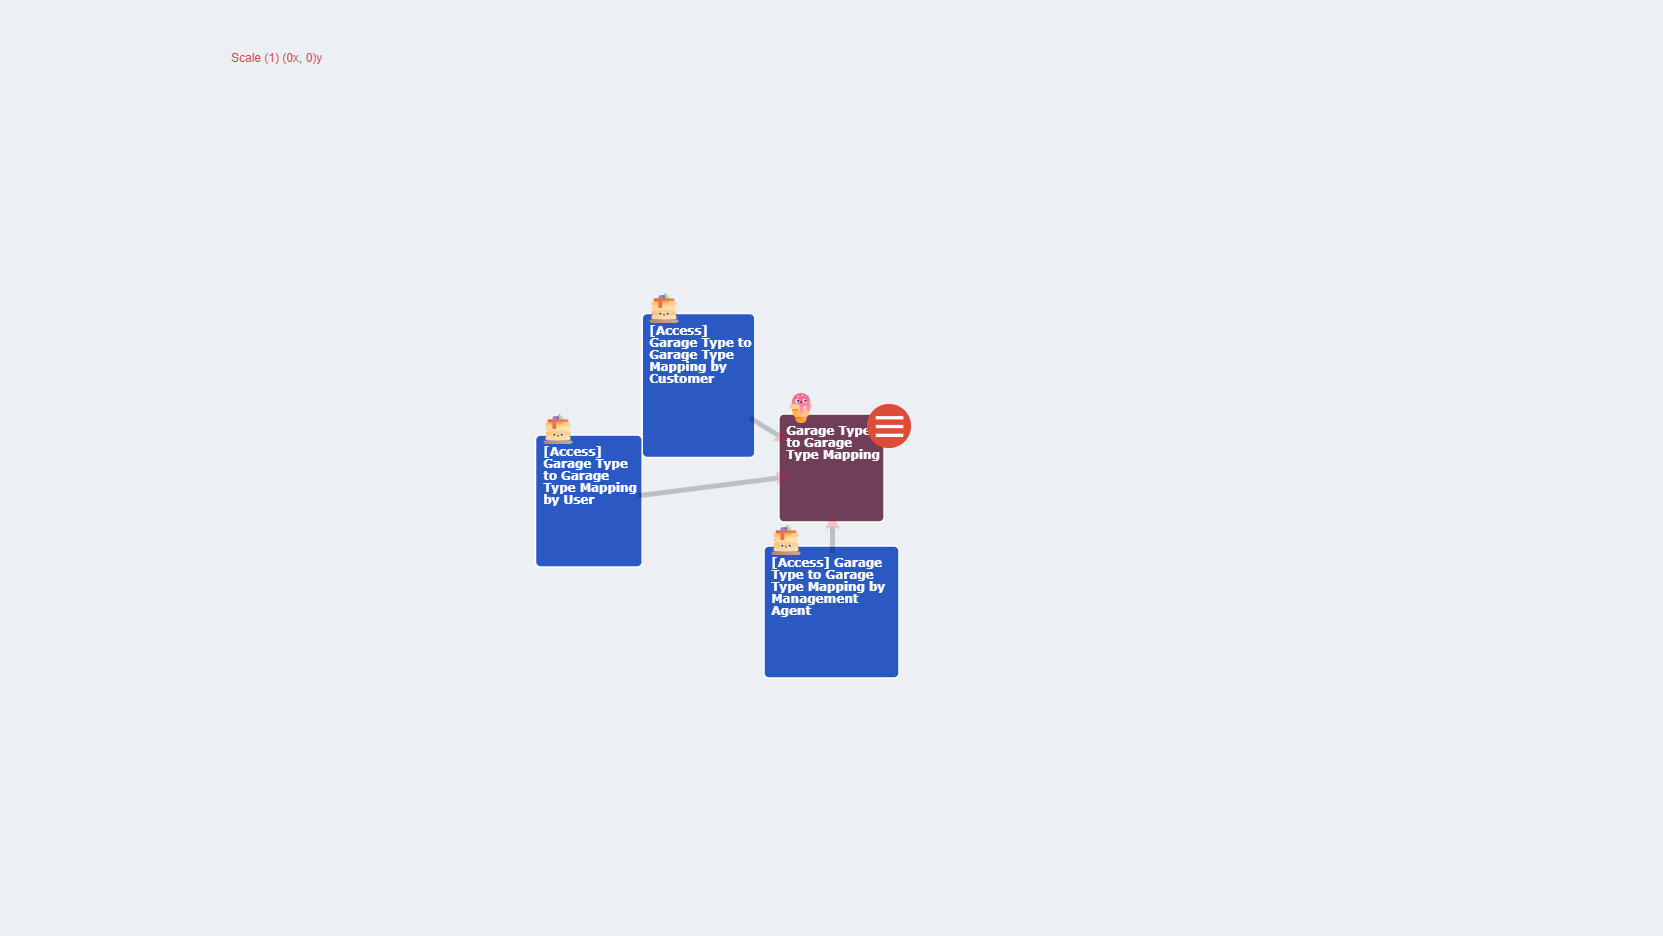 Scale (1) (0x, 0)y
[Access]
Garage Type to
Garage Type
Mapping by
Customer
Garage Type
to Garage
Type Mapping
[Access]
Garage Type
to Garage
Type Mapping
by User
[Access] Garage
Type to Garage
Type Mapping by
Management
Agent